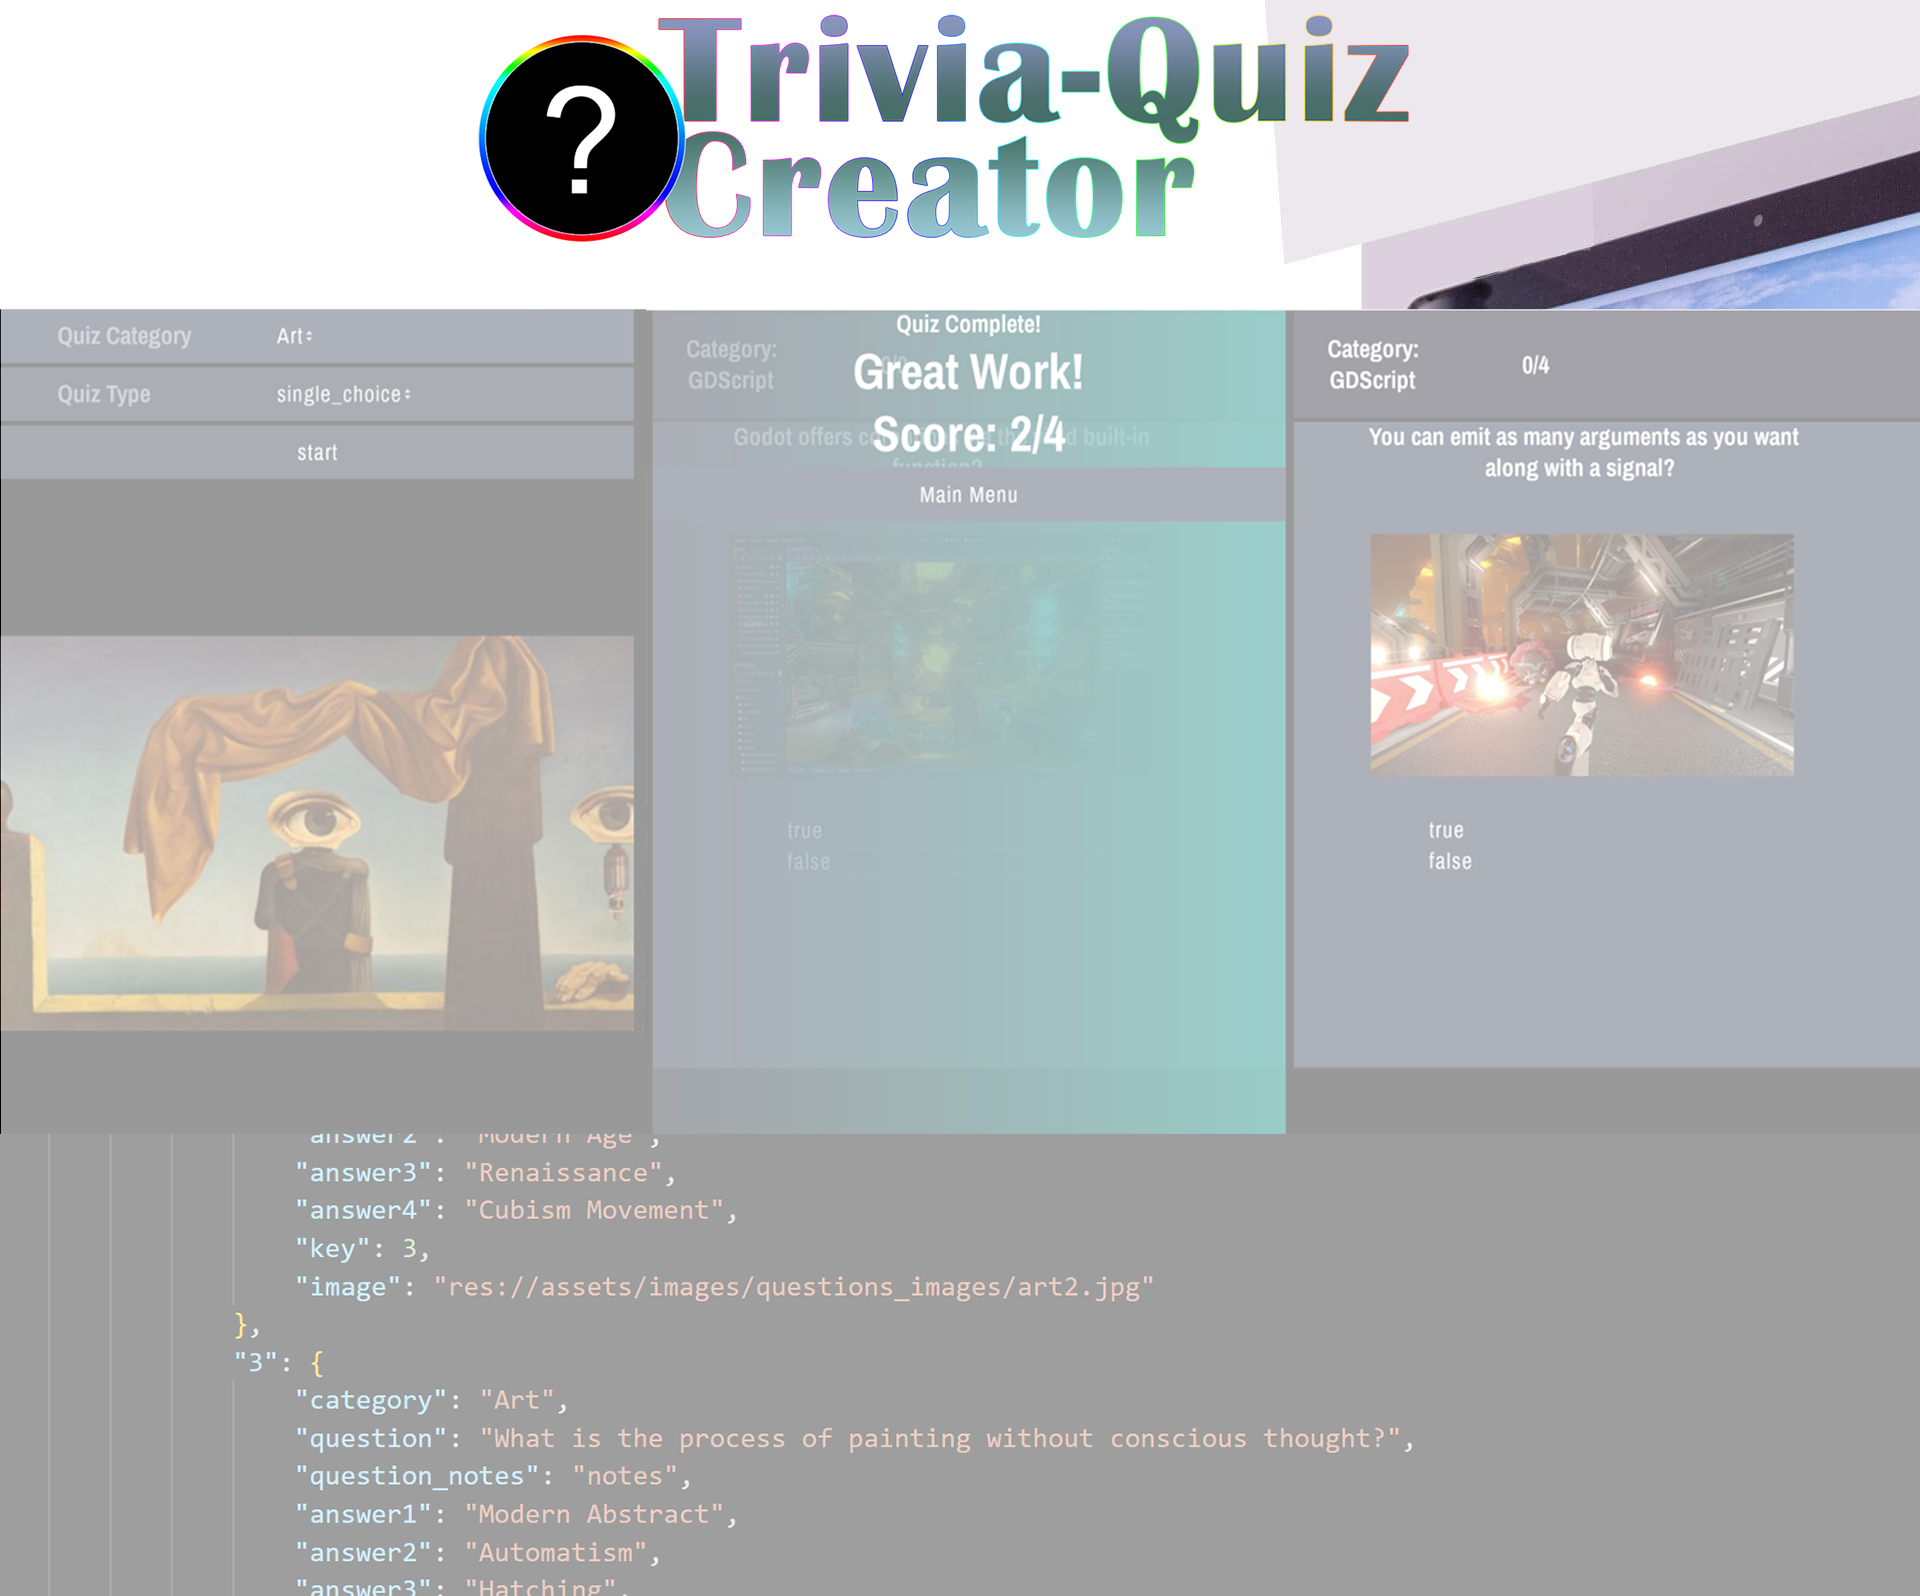 ?
Trivia-Quiz
Creator
Quiz Category Art
Quiz Type single_choice
start
Quiz Complete!
Category:
GDScript
Great Work!
Score: 2/4
Godot offers built-in
function?
Main Menu
true
false
Category:
GDScript
0/4
You can emit as many arguments as you want
along with a signal?
true
false
answer2": "Modern Age",
"answer3": "Renaissance",
"answer4": "Cubism Movement",
"key": 3,
"image": "res://assets/images/questions_images/art2.jpg"
},
"3": {
"category": "Art",
"question": "What is the process of painting without conscious thought?",
"question_notes": "notes",
"answer1": "Modern Abstract",
"answer2": "Automatism",
"answer3": "Hatching",